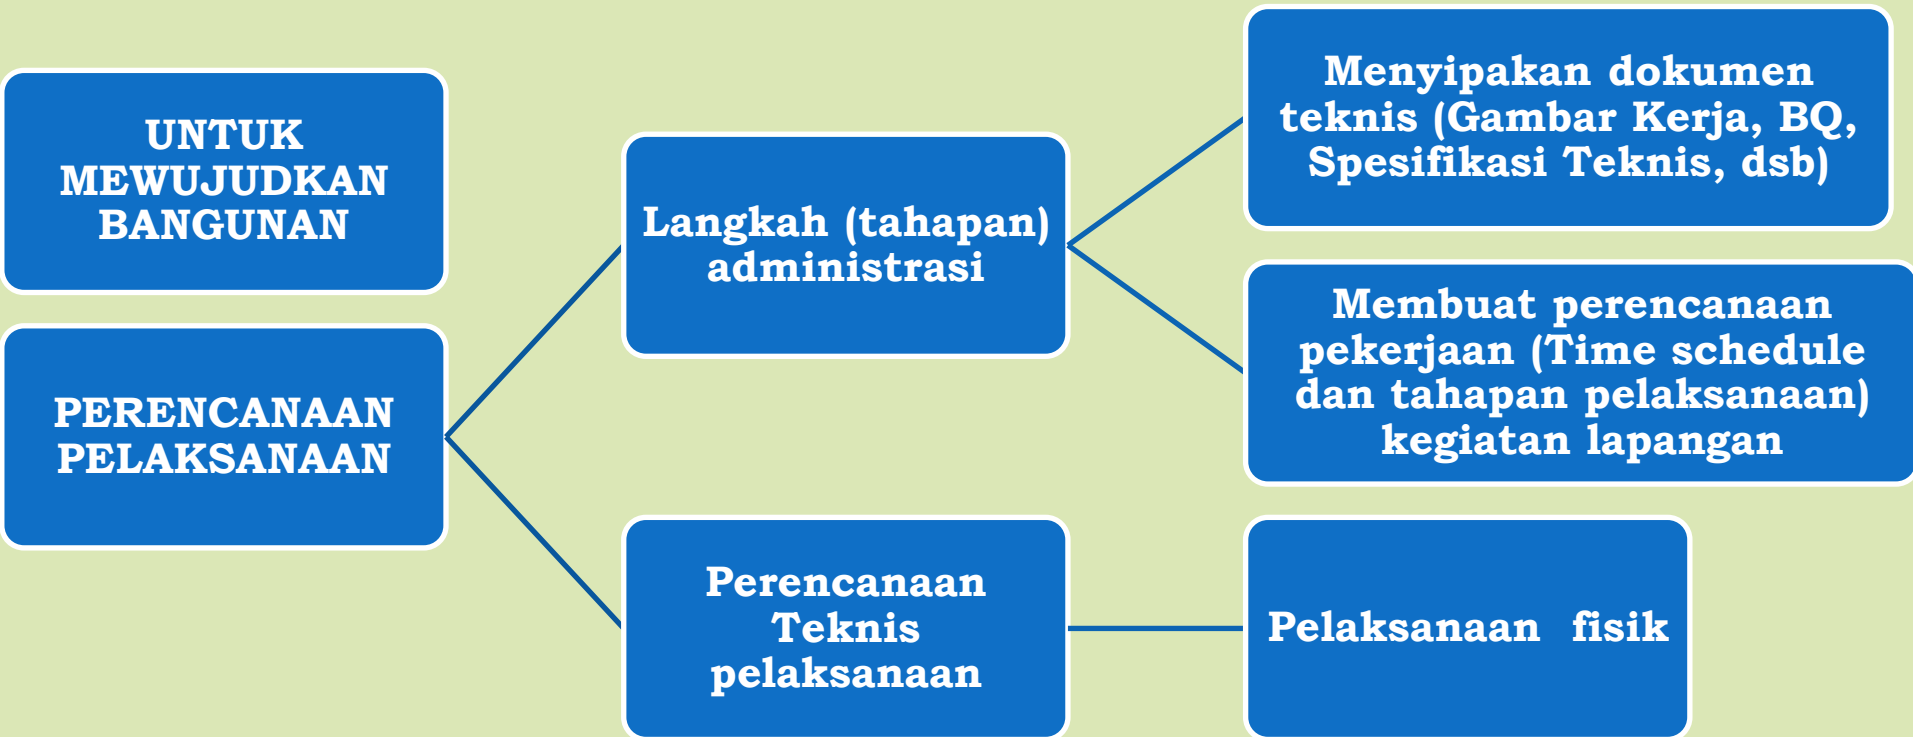 UNTUK
MEWUJUDKAN
BANGUNAN
PERENCANAAN
PELAKSANAAN
Langkah (tahapan)
administrasi
Perencanaan
Teknis
pelaksanaan
Menyipakan dokumen
teknis (Gambar Kerja, BQ,
Spesifikasi Teknis, dsb)
Membuat perencanaan
pekerjaan (Time schedule
dan tahapan pelaksanaan)
kegiatan lapangan
Pelaksanaan fisik